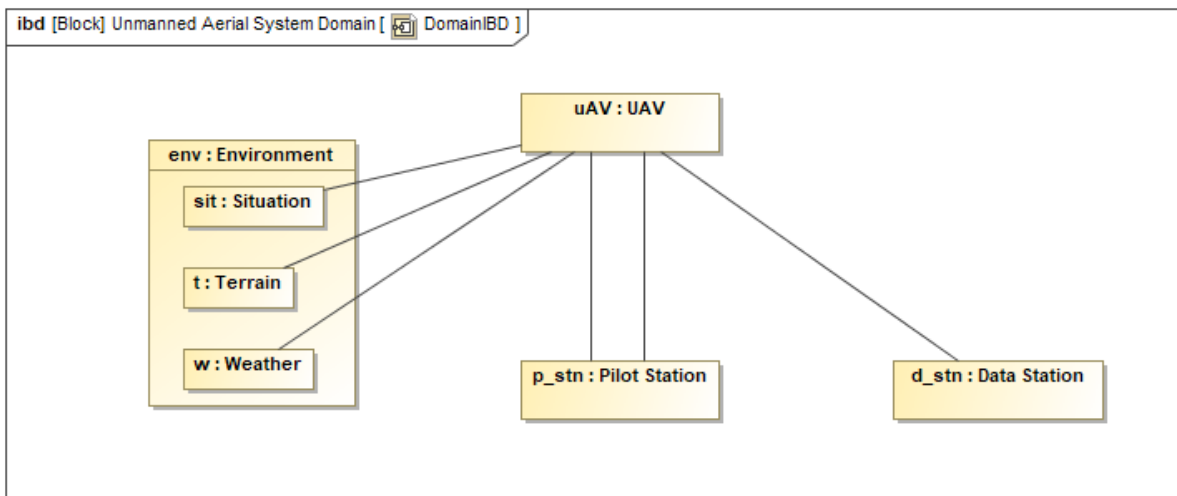 ibd [Block] Unmanned Aerial System Domain [ DomainIBD ]
uAV : UAV
env : Environment
sit : Situation
t : Terrain
w : Weather
p_stn : Pilot Station
d_stn : Data Station